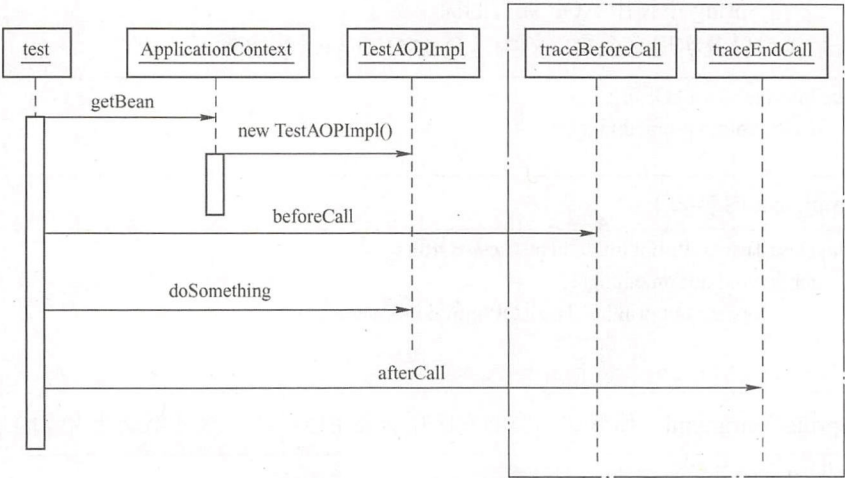 test ApplicationContext TestAOPImpl traceBeforeCall traceEndCall
getBean
new TestAOPImpl()
beforeCall
doSomething
afterCall